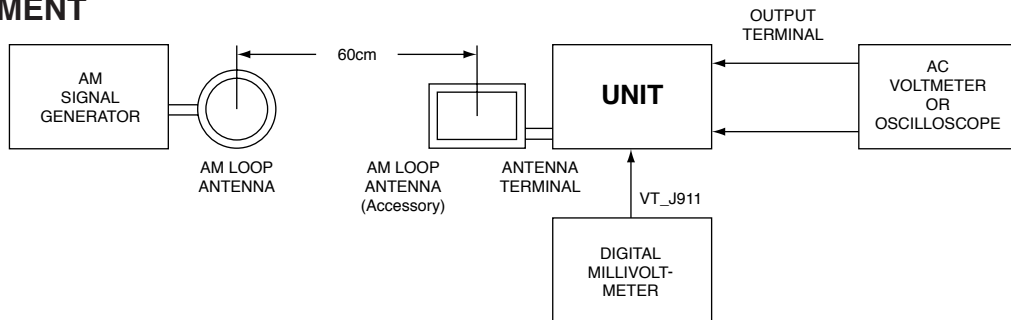 MENT
OUTPUT
TERMINAL
60cm
AM
SIGNAL
GENERATOR
UNIT
AC
VOLTMETER
OR
OSCILLOSCOPE
AM LOOP
ANTENNA
AM LOOP
ANTENNA
(Accessory)
ANTENNA
TERMINAL
VT_J911
DIGITAL
MILLIVOLT-
METER